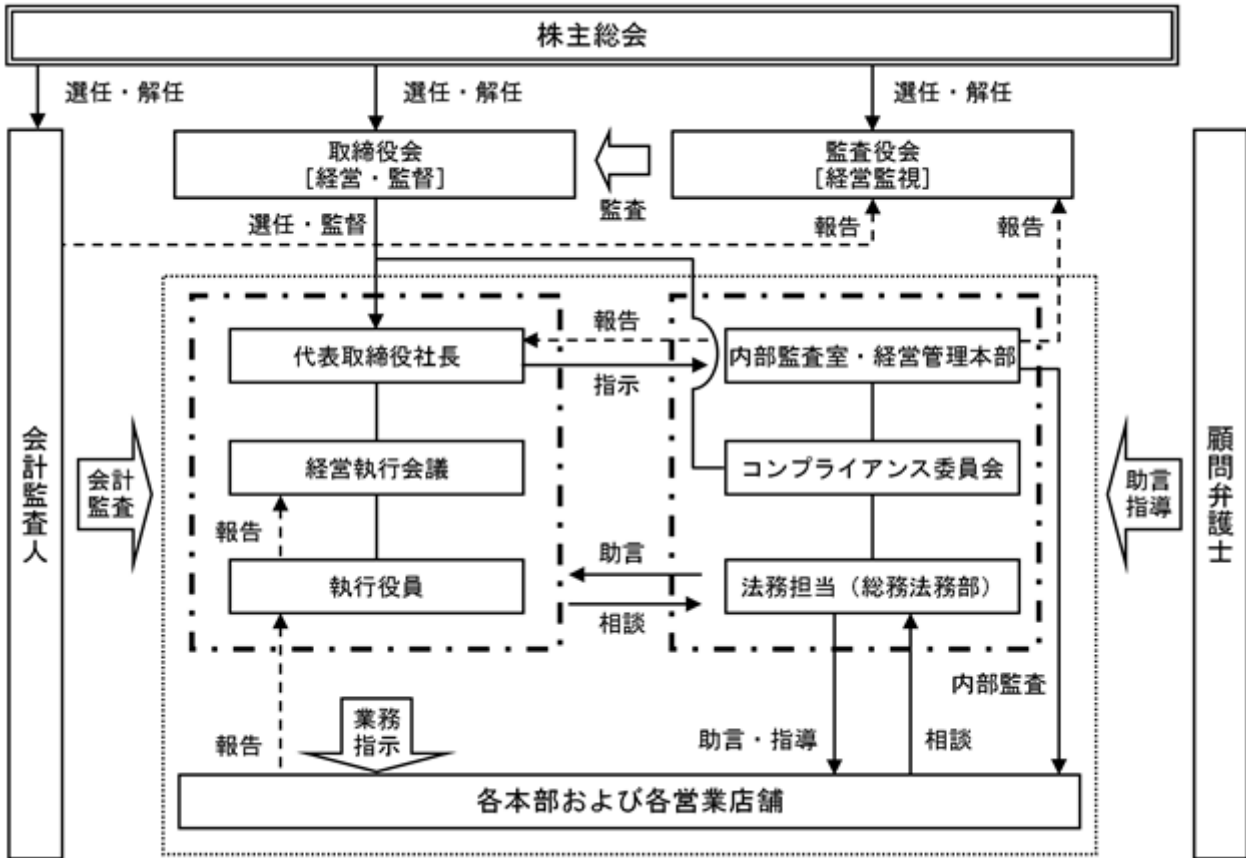 株主総会
選任・解任
選任・解任
選任・解任
取締役会
[経営・監督]
監査
監査役会
[経営監視]
選任・監督
報告
報告
代表取締役社長
報告
指示
内部監査室・経営管理本部
会計監査人
会計
監査
経営執行会議
コンプライアンス委員会
助言
指導
顧問弁護士
報告
執行役員
助言
相談
法務担当（総務法務部）
報告
業務
指示
助言・指導
相談
内部監査
各本部および各営業店舗